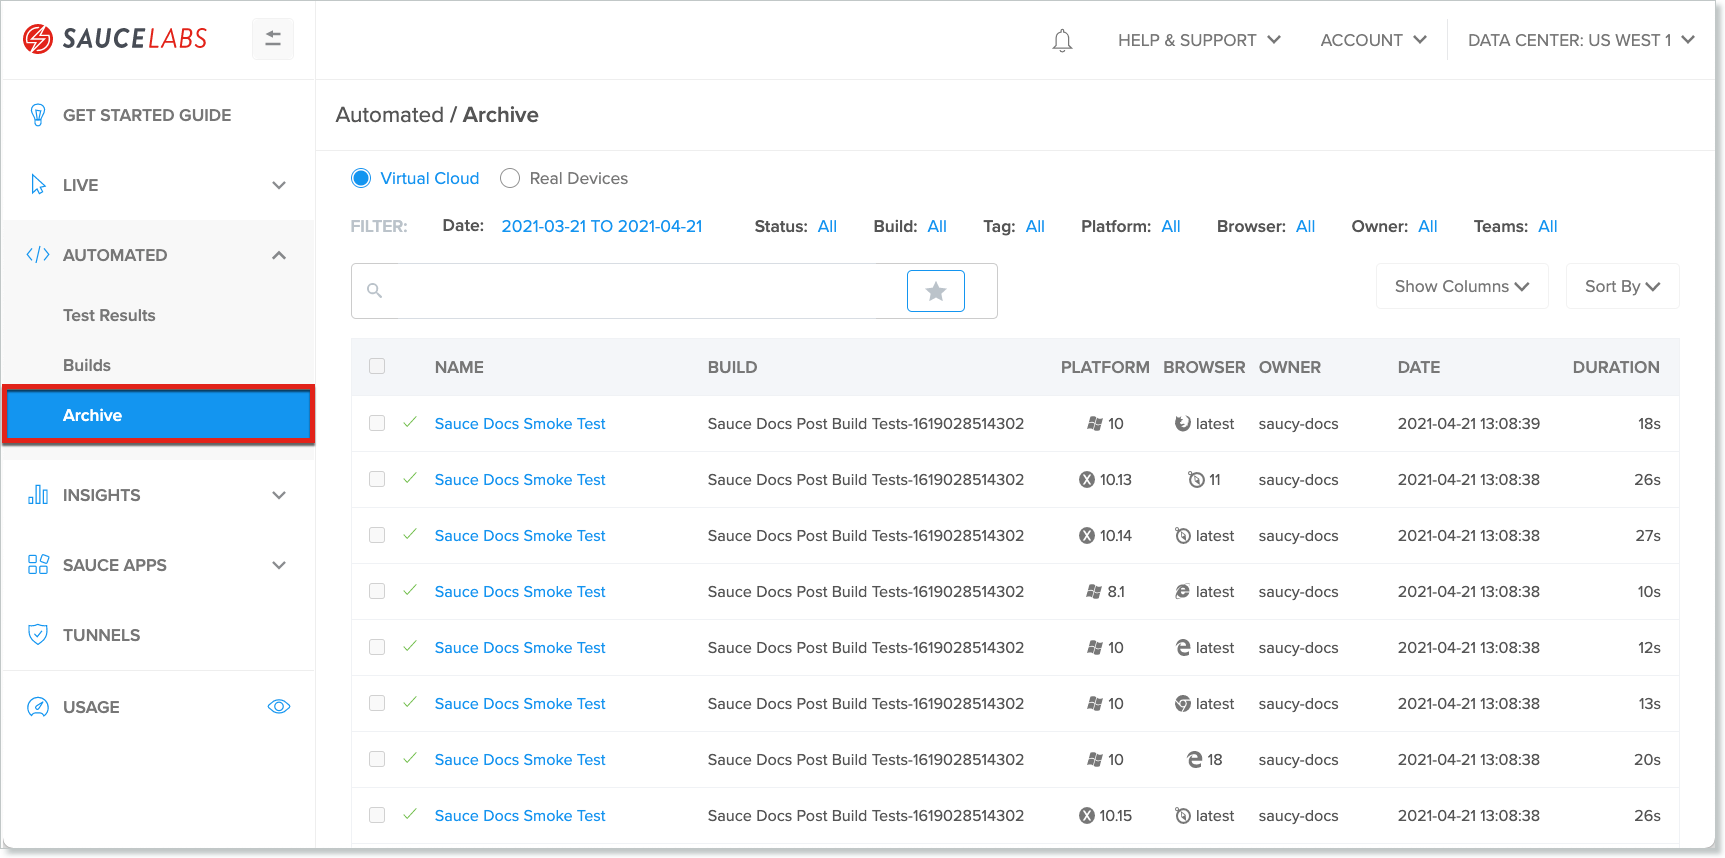 SAUCELABS
HELP & SUPPORT
ACCOUNT
DATA CENTER: US WEST 1
GET STARTED GUIDE
LIVE
AUTOMATED
Test Results
Builds
Archive
INSIGHTS
SAUCE APPS
TUNNELS
USAGE
Automated / Archive
Virtual Cloud Real Devices
FILTER: Date: 2021-03-21 TO 2021-04-21 Status: All Build: All Tag: All Platform: All Browser: All Owner: All Teams: All
Show Columns Sort By
NAME BUILD PLATFORM BROWSER OWNER DATE DURATION
Sauce Docs Smoke Test Sauce Docs Post Build Tests-1619028514302 10 latest saucy-docs 2021-04-21 13:08:39 18s
Sauce Docs Smoke Test Sauce Docs Post Build Tests-1619028514302 10.13 11 saucy-docs 2021-04-21 13:08:38 26s
Sauce Docs Smoke Test Sauce Docs Post Build Tests-1619028514302 10.14 latest saucy-docs 2021-04-21 13:08:38 27s
Sauce Docs Smoke Test Sauce Docs Post Build Tests-1619028514302 8.1 latest saucy-docs 2021-04-21 13:08:38 10s
Sauce Docs Smoke Test Sauce Docs Post Build Tests-1619028514302 10 latest saucy-docs 2021-04-21 13:08:38 12s
Sauce Docs Smoke Test Sauce Docs Post Build Tests-1619028514302 10 latest saucy-docs 2021-04-21 13:08:38 13s
Sauce Docs Smoke Test Sauce Docs Post Build Tests-1619028514302 10 18 saucy-docs 2021-04-21 13:08:38 20s
Sauce Docs Smoke Test Sauce Docs Post Build Tests-1619028514302 10.15 latest saucy-docs 2021-04-21 13:08:38 26s